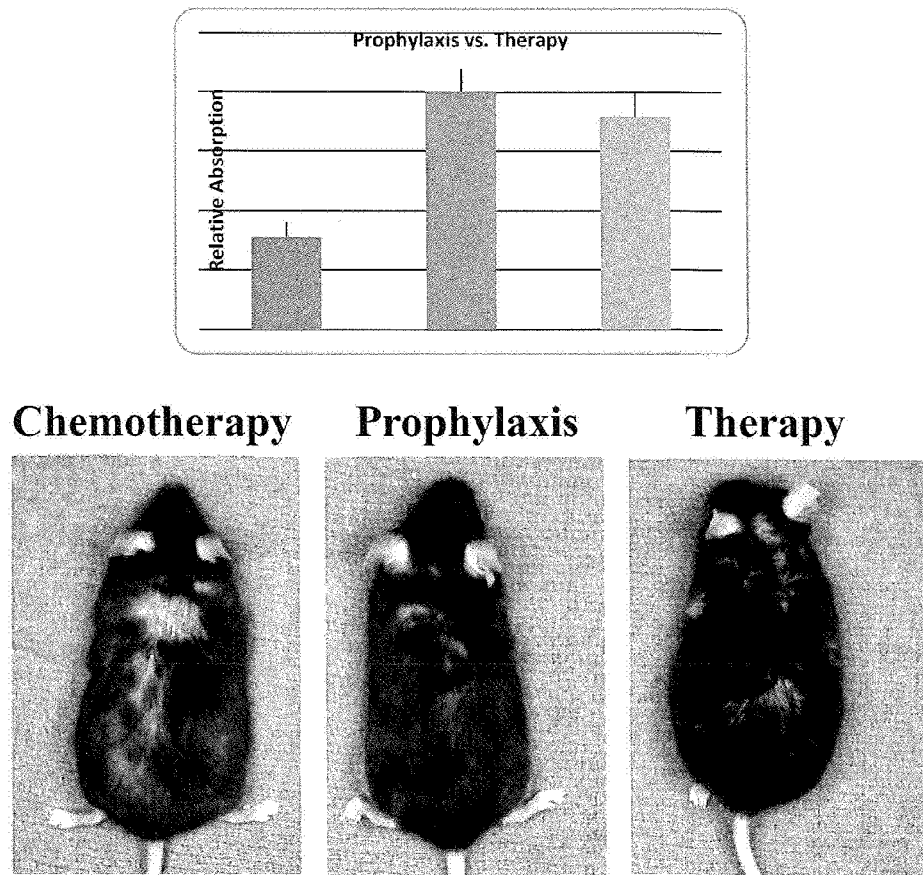 Prophylaxis vs. Therapy
Relative Absorption
Chemotherapy
Prophylaxis
Therapy